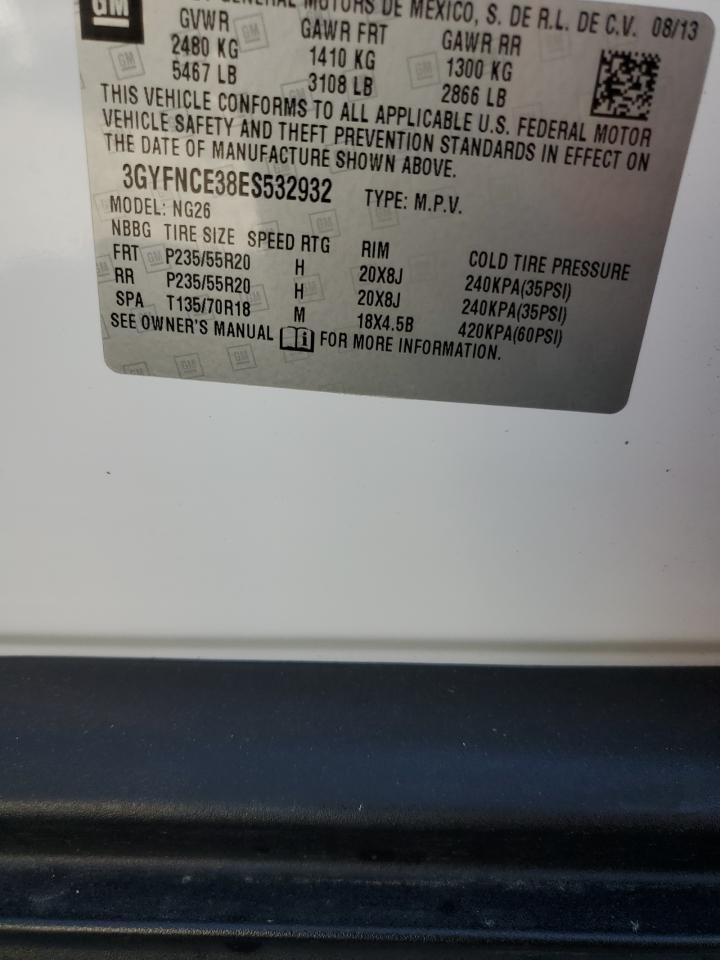 GM
GENERAL MOTORS DE MEXICO, S. DE R.L. DE C.V. 08/13
GVWR GAWR FRT GAWR RR
2480 KG 1410 KG 1300 KG
5467 LB 3108 LB 2866 LB
THIS VEHICLE CONFORMS TO ALL APPLICABLE U.S. FEDERAL MOTOR
VEHICLE SAFETY AND THEFT PREVENTION STANDARDS IN EFFECT ON
THE DATE OF MANUFACTURE SHOWN ABOVE.
3GYFNCE38ES532932 TYPE: M.P.V.
MODEL: NG26
NBBG TIRE SIZE SPEED RTG RIM COLD TIRE PRESSURE
FRT P235/55R20 H 20X8J 240KPA(35PSI)
RR P235/55R20 H 20X8J 240KPA(35PSI)
SPA T135/70R18 M 18X4.5B 420KPA(60PSI)
SEE OWNER'S MANUAL FOR MORE INFORMATION.